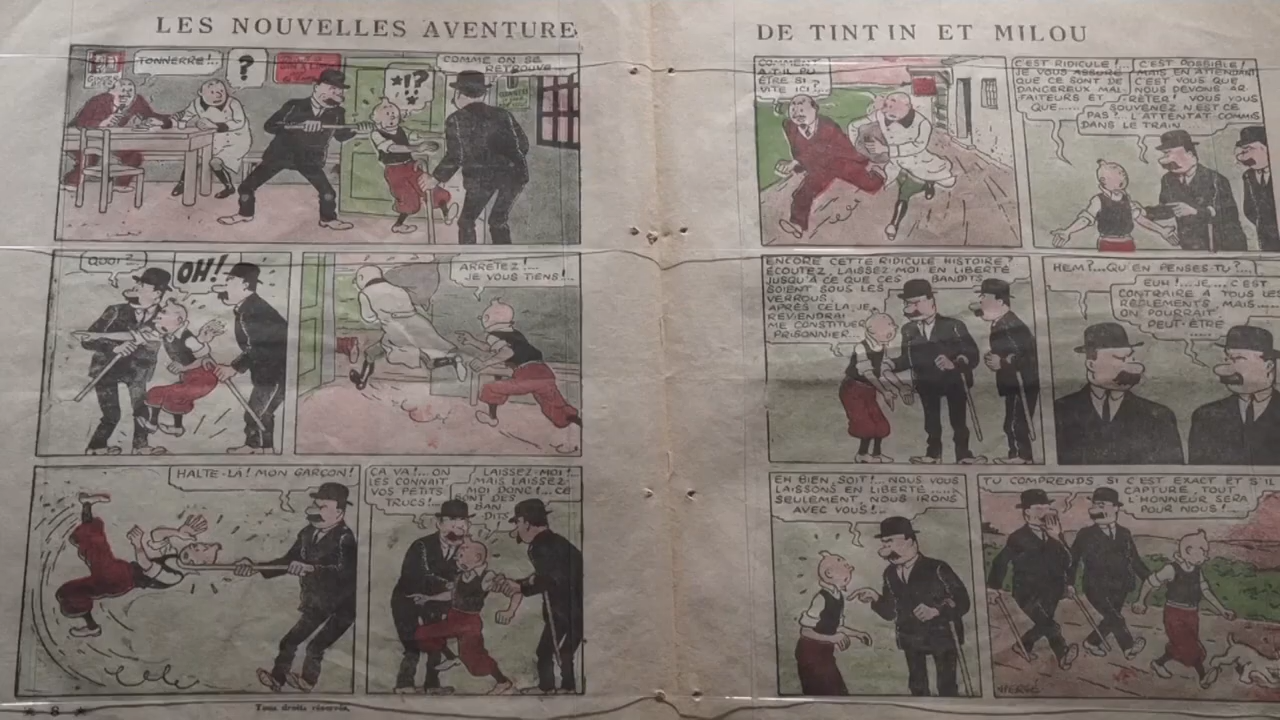 LES NOUVELLES AVENTURE
DE TINTIN ET MILOU
TONNERRE!..
?
*!?
COMME ON SE
RETROUVE...
QUOI?
OH!
ARRÊTEZ!...
JE VOUS TIENS!..
HALTE-LÀ! MON GARÇON!
ÇA VA!... ON
LES CONNAIT
VOS PETITS
TRUCS!...
LAISSEZ-MOI!..
MAIS LAISSEZ-
MOI DONC!... CE
SONT DES
BAN
-DITS
8
Tous droits réservés.
COMMENT
A-T-IL PU
ÊTRE SI
VITE ICI?..
C'EST RIDICULE!...
JE VOUS ASSURE
QUE CE SONT DE
DANGEREUX MAL-
FAITEURS ET
QUE.....
C'EST POSSIBLE!
MAIS EN ATTENDANT
C'EST VOUS QUE
NOUS DEVONS AR-
RÊTER! VOUS VOUS
SOUVENEZ N'EST CE
PAS?... L'ATTENTAT COMMIS
DANS LE TRAIN...
ENCORE CETTE RIDICULE HISTOIRE?
ÉCOUTEZ, LAISSEZ-MOI EN LIBERTÉ
JUSQU'À CE QUE CES BANDITS
SOIENT SOUS LES
VERROUS.
APRÈS CELA, JE
REVIENDRAI
ME CONSTITUER
PRISONNIER...
HEM?...QU'EN PENSES-TU?...
EUH!...JE...C'EST
CONTRAIRE À TOUS LES
RÈGLEMENTS, MAIS....
ON POURRAIT
PEUT-ÊTRE
.....
EH BIEN, SOIT!... NOUS VOUS
LAISSONS EN LIBERTÉ.....
SEULEMENT, NOUS IRONS
AVEC VOUS!..
TU COMPRENDS SI C'EST EXACT ET S'IL
CAPTURE, TOUT
L'HONNEUR SERA
POUR NOUS!..
HERGÉ